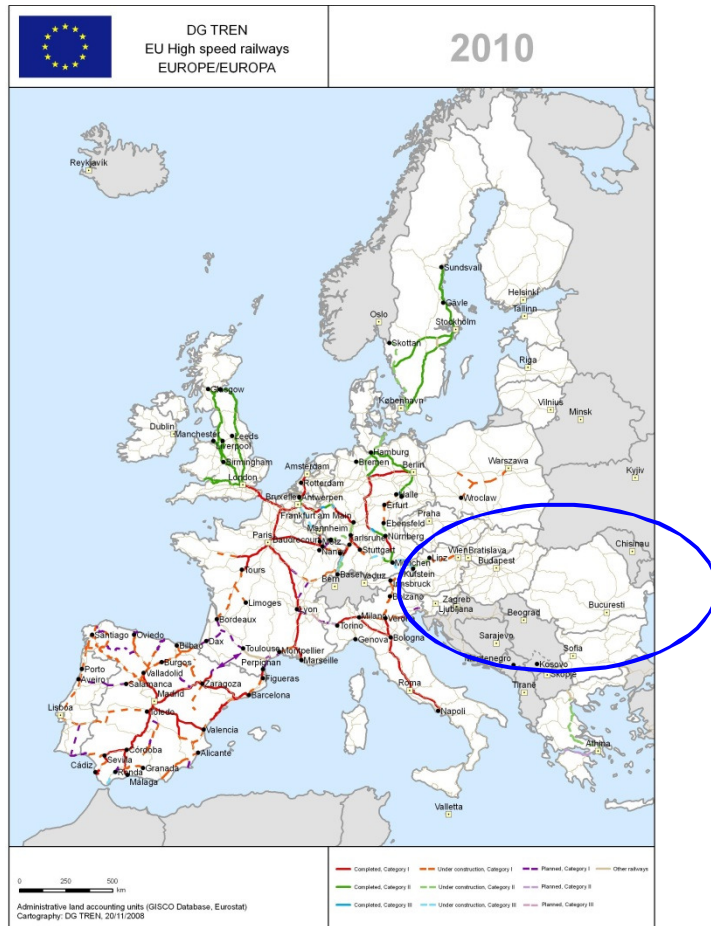 DG TREN
EU High speed railways
EUROPE/EUROPA
2010
Reykjavik
Sundsvall
Gävle
Helsinki
Tallinn
Oslo
Stockholm
Skottan
Riga
Glasgow
København
Vilnius
Minsk
Dublin
Manchester
Leeds
Liverpool
Hamburg
Birmingham
Bremen
Berlin
Amsterdam
Warszawa
London
Rotterdam
Halle
Kyjiv
Bruxelles
Antwerpen
Wroclaw
Erfurt
Frankfurt am Main
Praha
Ebensfeld
Mannheim
Paris
Baudrecourt
Metz
Karlsruhe
Nürnberg
Stuttgart
Chisinau
München
Linz
Wien
Bratislava
Tours
Basel
Vaduz
Kufstein
Budapest
Bern
Innsbruck
Limoges
Lyon
Bolzano
Zagreb
Ljubljana
Bucuresti
Bordeaux
Milano
Verona
Beograd
Torino
Santiago
Oviedo
Dax
Genova
Bologna
Sarajevo
Bilbao
Toulouse
Montpellier
Sofia
Burgos
Perpignan
Marseille
Montenegro
Kosovo
Porto
Valladolid
Figueras
Skopje
Aveiro
Salamanca
Zaragoza
Roma
Tiranë
Madrid
Barcelona
Lisboa
Toledo
Napoli
Valencia
Athina
Córdoba
Alicante
Cádiz
Sevilla
Granada
Ronda
Málaga
Valletta
0 250 500
km
Administrative land accounting units (GISCO Database, Eurostat)
Cartography: DG TREN, 20/11/2008
Completed, Category I
Under construction, Category I
Planned, Category I
Other railways
Completed, Category II
Under construction, Category II
Planned, Category II
Completed, Category III
Under construction, Category III
Planned, Category III